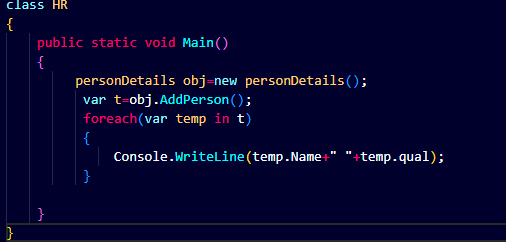 class HR
{
public static void Main()
{
personDetails obj=new personDetails();
var t=obj.AddPerson();
foreach(var temp in t)
{
Console.WriteLine(temp.Name+" "+temp.qual);
}
}
}